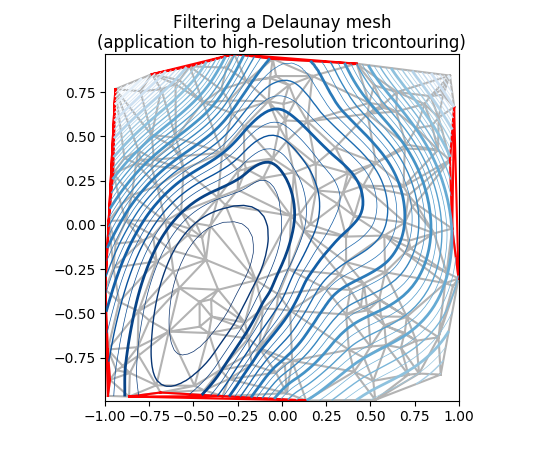 Filtering a Delaunay mesh
(application to high-resolution tricontouring)
0.75
0.50
0.25
0.00
−0.25
−0.50
−0.75
−1.00 −0.75 −0.50 −0.25 0.00 0.25 0.50 0.75 1.00